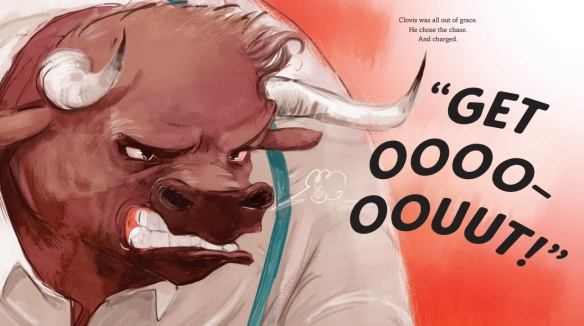 Clovis was all out of grace.
He chose the chase.
And charged.
“GET
OOOO–
OOUUT!”